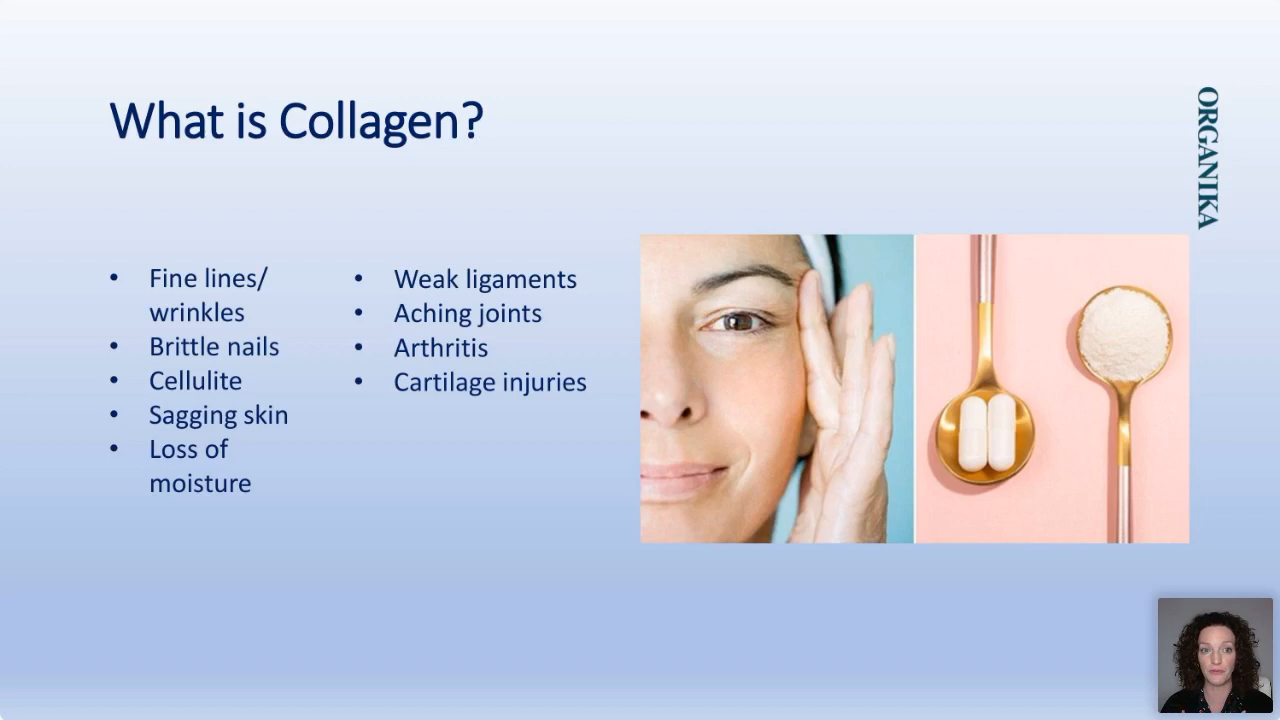 What is Collagen?
ORGANIKA
• Fine lines/
wrinkles
• Brittle nails
• Cellulite
• Sagging skin
• Loss of
moisture
• Weak ligaments
• Aching joints
• Arthritis
• Cartilage injuries